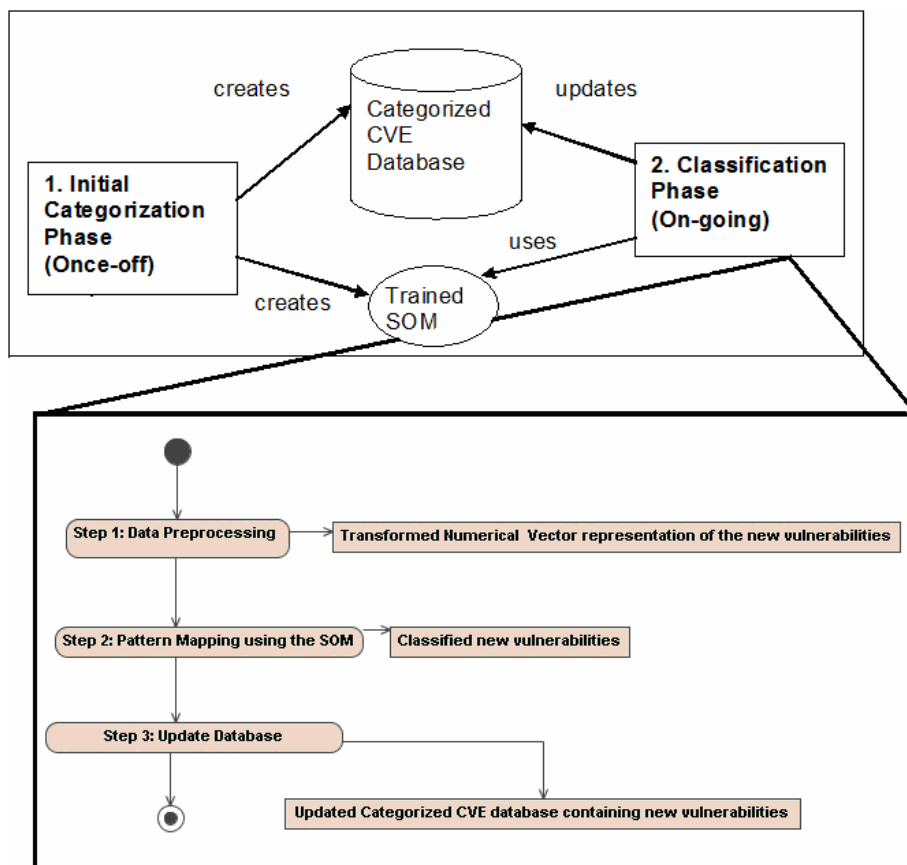 creates
Categorized
CVE
Database
updates
1. Initial
Categorization
Phase
(Once-off)
2. Classification
Phase
(On-going)
uses
creates
Trained
SOM
Step 1: Data Preprocessing
Transformed Numerical Vector representation of the new vulnerabilities
Step 2: Pattern Mapping using the SOM
Classified new vulnerabilities
Step 3: Update Database
Updated Categorized CVE database containing new vulnerabilities